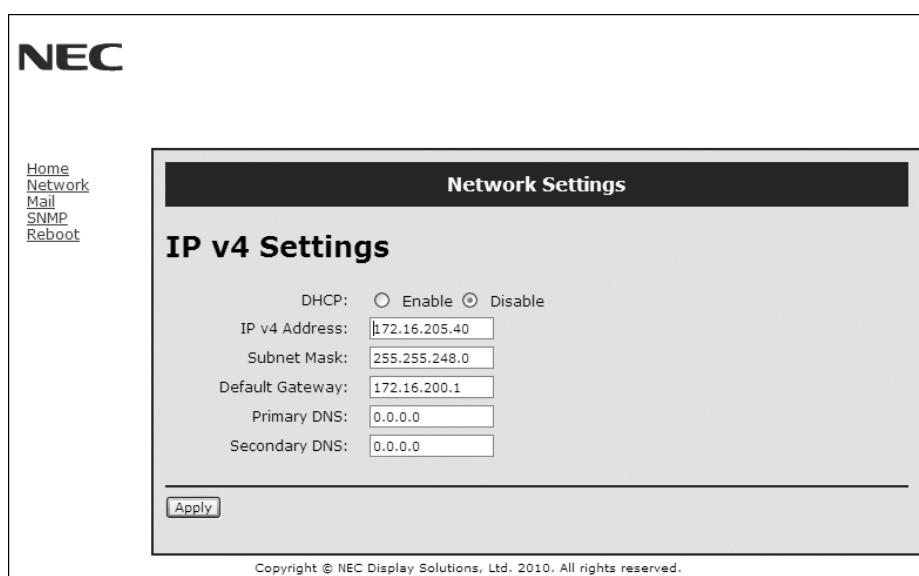 NEC
Home
Network
Mail
SNMP
Reboot
Network Settings
IP v4 Settings
DHCP: Enable Disable
IP v4 Address: 172.16.205.40
Subnet Mask: 255.255.248.0
Default Gateway: 172.16.200.1
Primary DNS: 0.0.0.0
Secondary DNS: 0.0.0.0
Apply
Copyright © NEC Display Solutions, Ltd. 2010. All rights reserved.